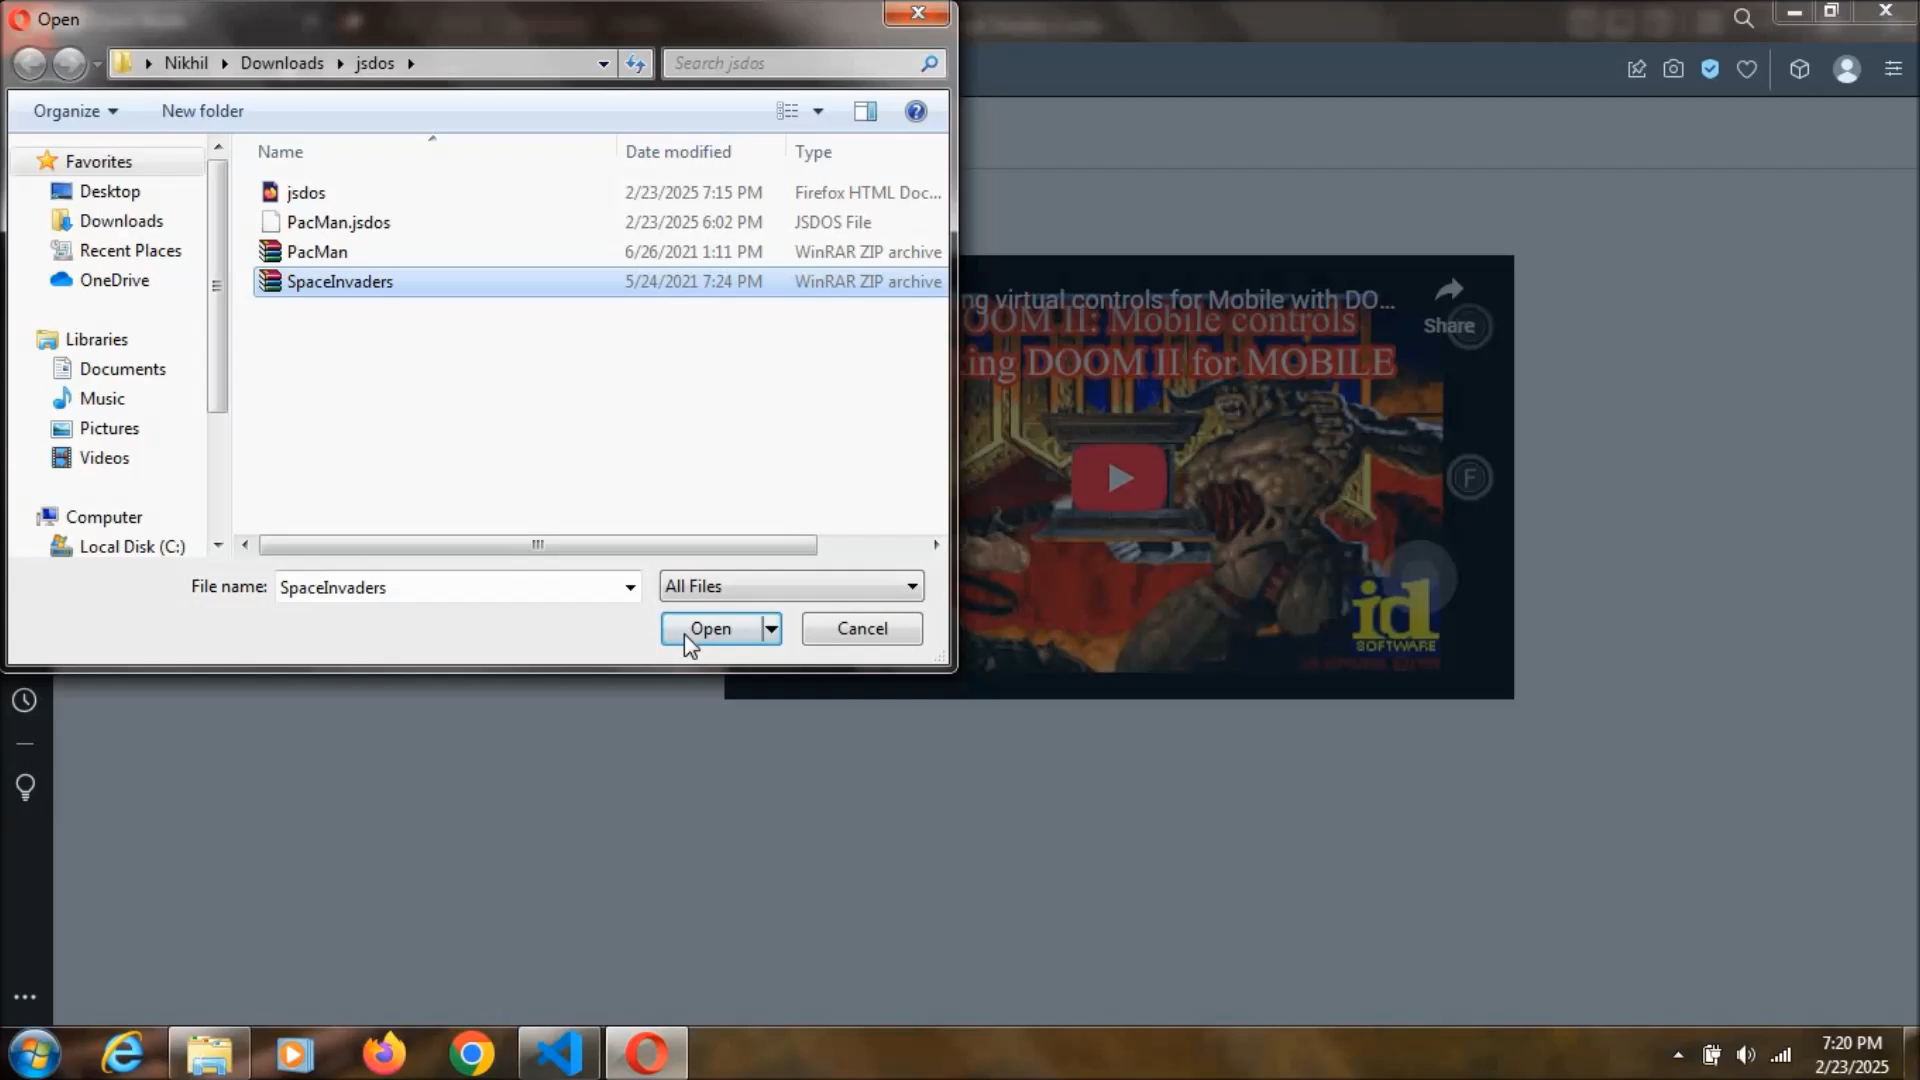 Open
Nikhil Downloads jsdos
Search jsdos
Organize New folder
Name Date modified Type
Favorites
Desktop
Downloads
Recent Places
OneDrive
Libraries
Documents
Music
Pictures
Videos
Computer
Local Disk (C:)
jsdos 2/23/2025 7:15 PM Firefox HTML Doc...
PacMan.jsdos 2/23/2025 6:02 PM JSDOS File
PacMan 6/26/2021 1:11 PM WinRAR ZIP archive
SpaceInvaders 5/24/2021 7:24 PM WinRAR ZIP archive
File name: SpaceInvaders All Files
Open Cancel
ng virtual controls for Mobile with DO...
Share
OOM II: Mobile controls
ing DOOM II for MOBILE
F
id
SOFTWARE
7:20 PM
2/23/2025